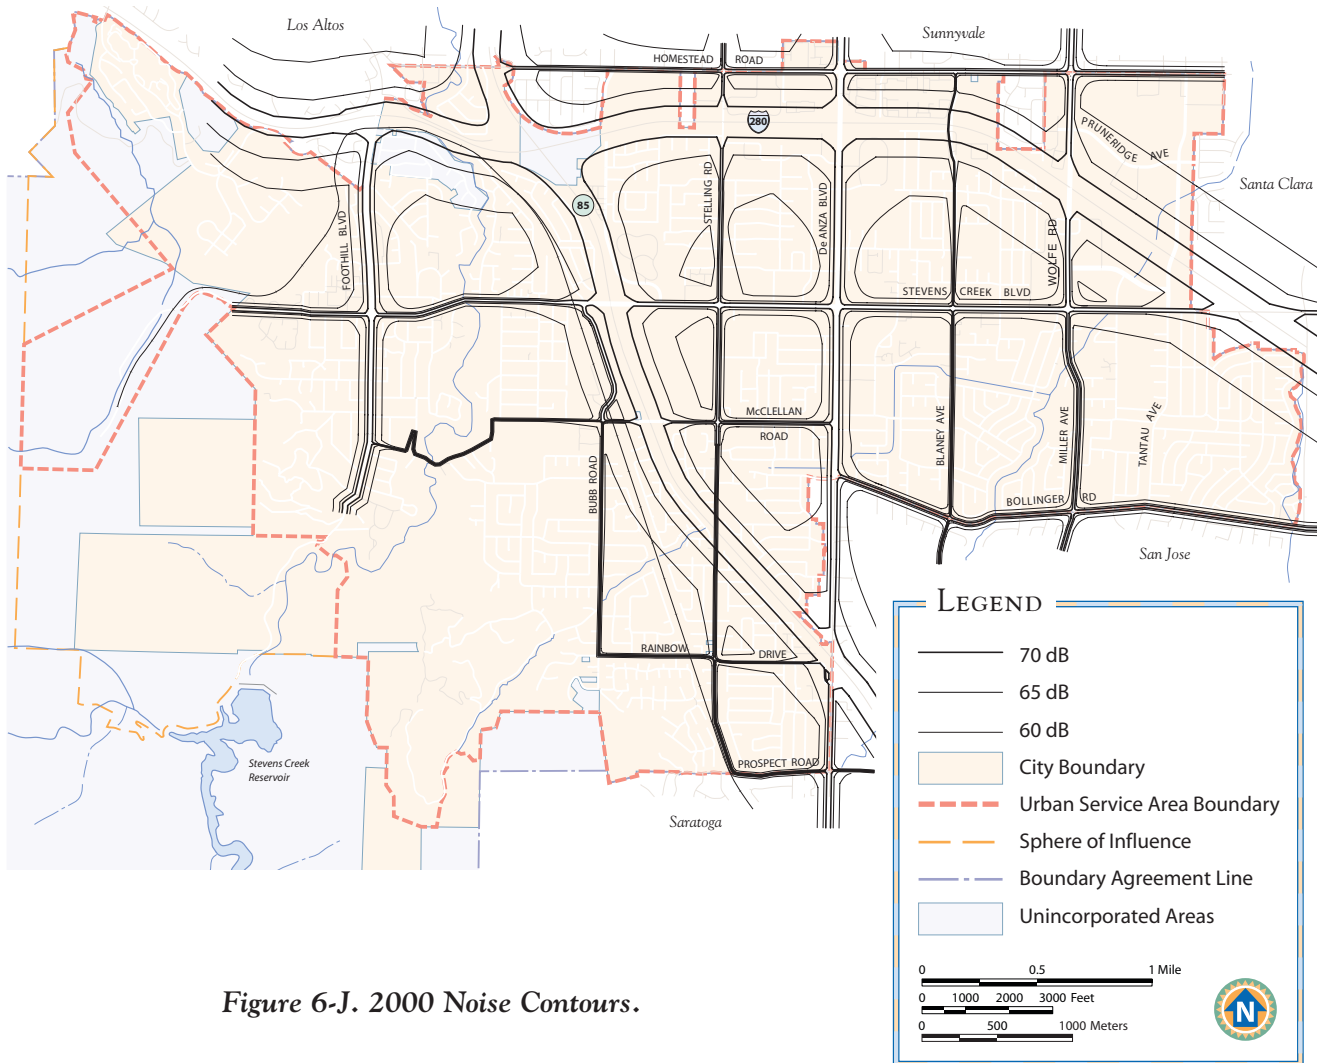 Los Altos
Sunnyvale
HOMESTEAD ROAD
280
PRUNERIDGE AVE
Santa Clara
85
STELLING RD
De ANZA BLVD
FOOTHILL BLVD
WOLFE RD
STEVENS CREEK BLVD
McCLELLAN
ROAD
BUBB ROAD
BLANEY AVE
MILLER AVE
TANTAU AVE
BOLLINGER RD
San Jose
RAINBOW DRIVE
PROSPECT ROAD
Stevens Creek
Reservoir
Saratoga
LEGEND
70 dB
65 dB
60 dB
City Boundary
Urban Service Area Boundary
Sphere of Influence
Boundary Agreement Line
Unincorporated Areas
0 0.5 1 Mile
0 1000 2000 3000 Feet
0 500 1000 Meters
N
Figure 6-J. 2000 Noise Contours.